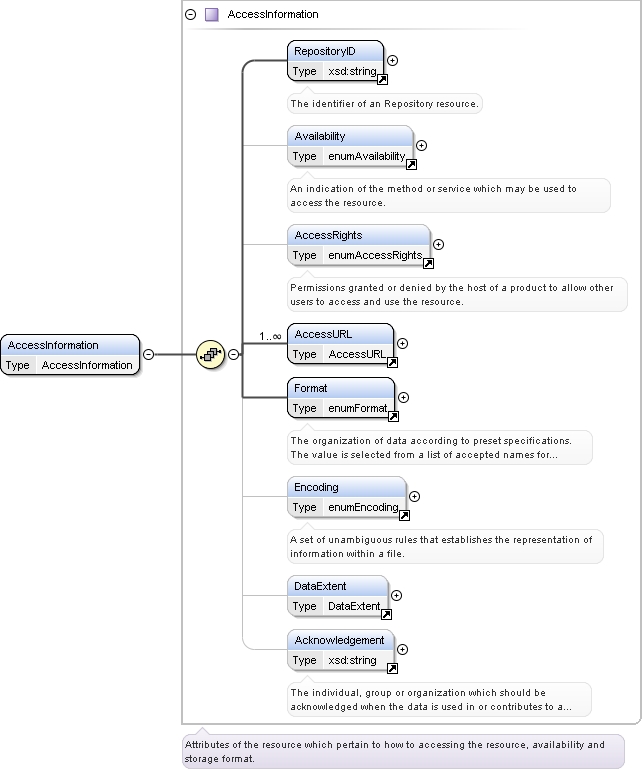 AccessInformation
RepositoryID
Type xsd:string
The identifier of an Repository resource.
Availability
Type enumAvailability
An indication of the method or service which may be used to
access the resource.
AccessRights
Type enumAccessRights
Permissions granted or denied by the host of a product to allow other
users to access and use the resource.
AccessInformation
Type AccessInformation
1..∞
AccessURL
Type AccessURL
Format
Type enumFormat
The organization of data according to preset specifications.
The value is selected from a list of accepted names for...
Encoding
Type enumEncoding
A set of unambiguous rules that establishes the representation of
information within a file.
DataExtent
Type DataExtent
Acknowledgement
Type xsd:string
The individual, group or organization which should be
acknowledged when the data is used in or contributes to a...
Attributes of the resource which pertain to how to accessing the resource, availability and
storage format.